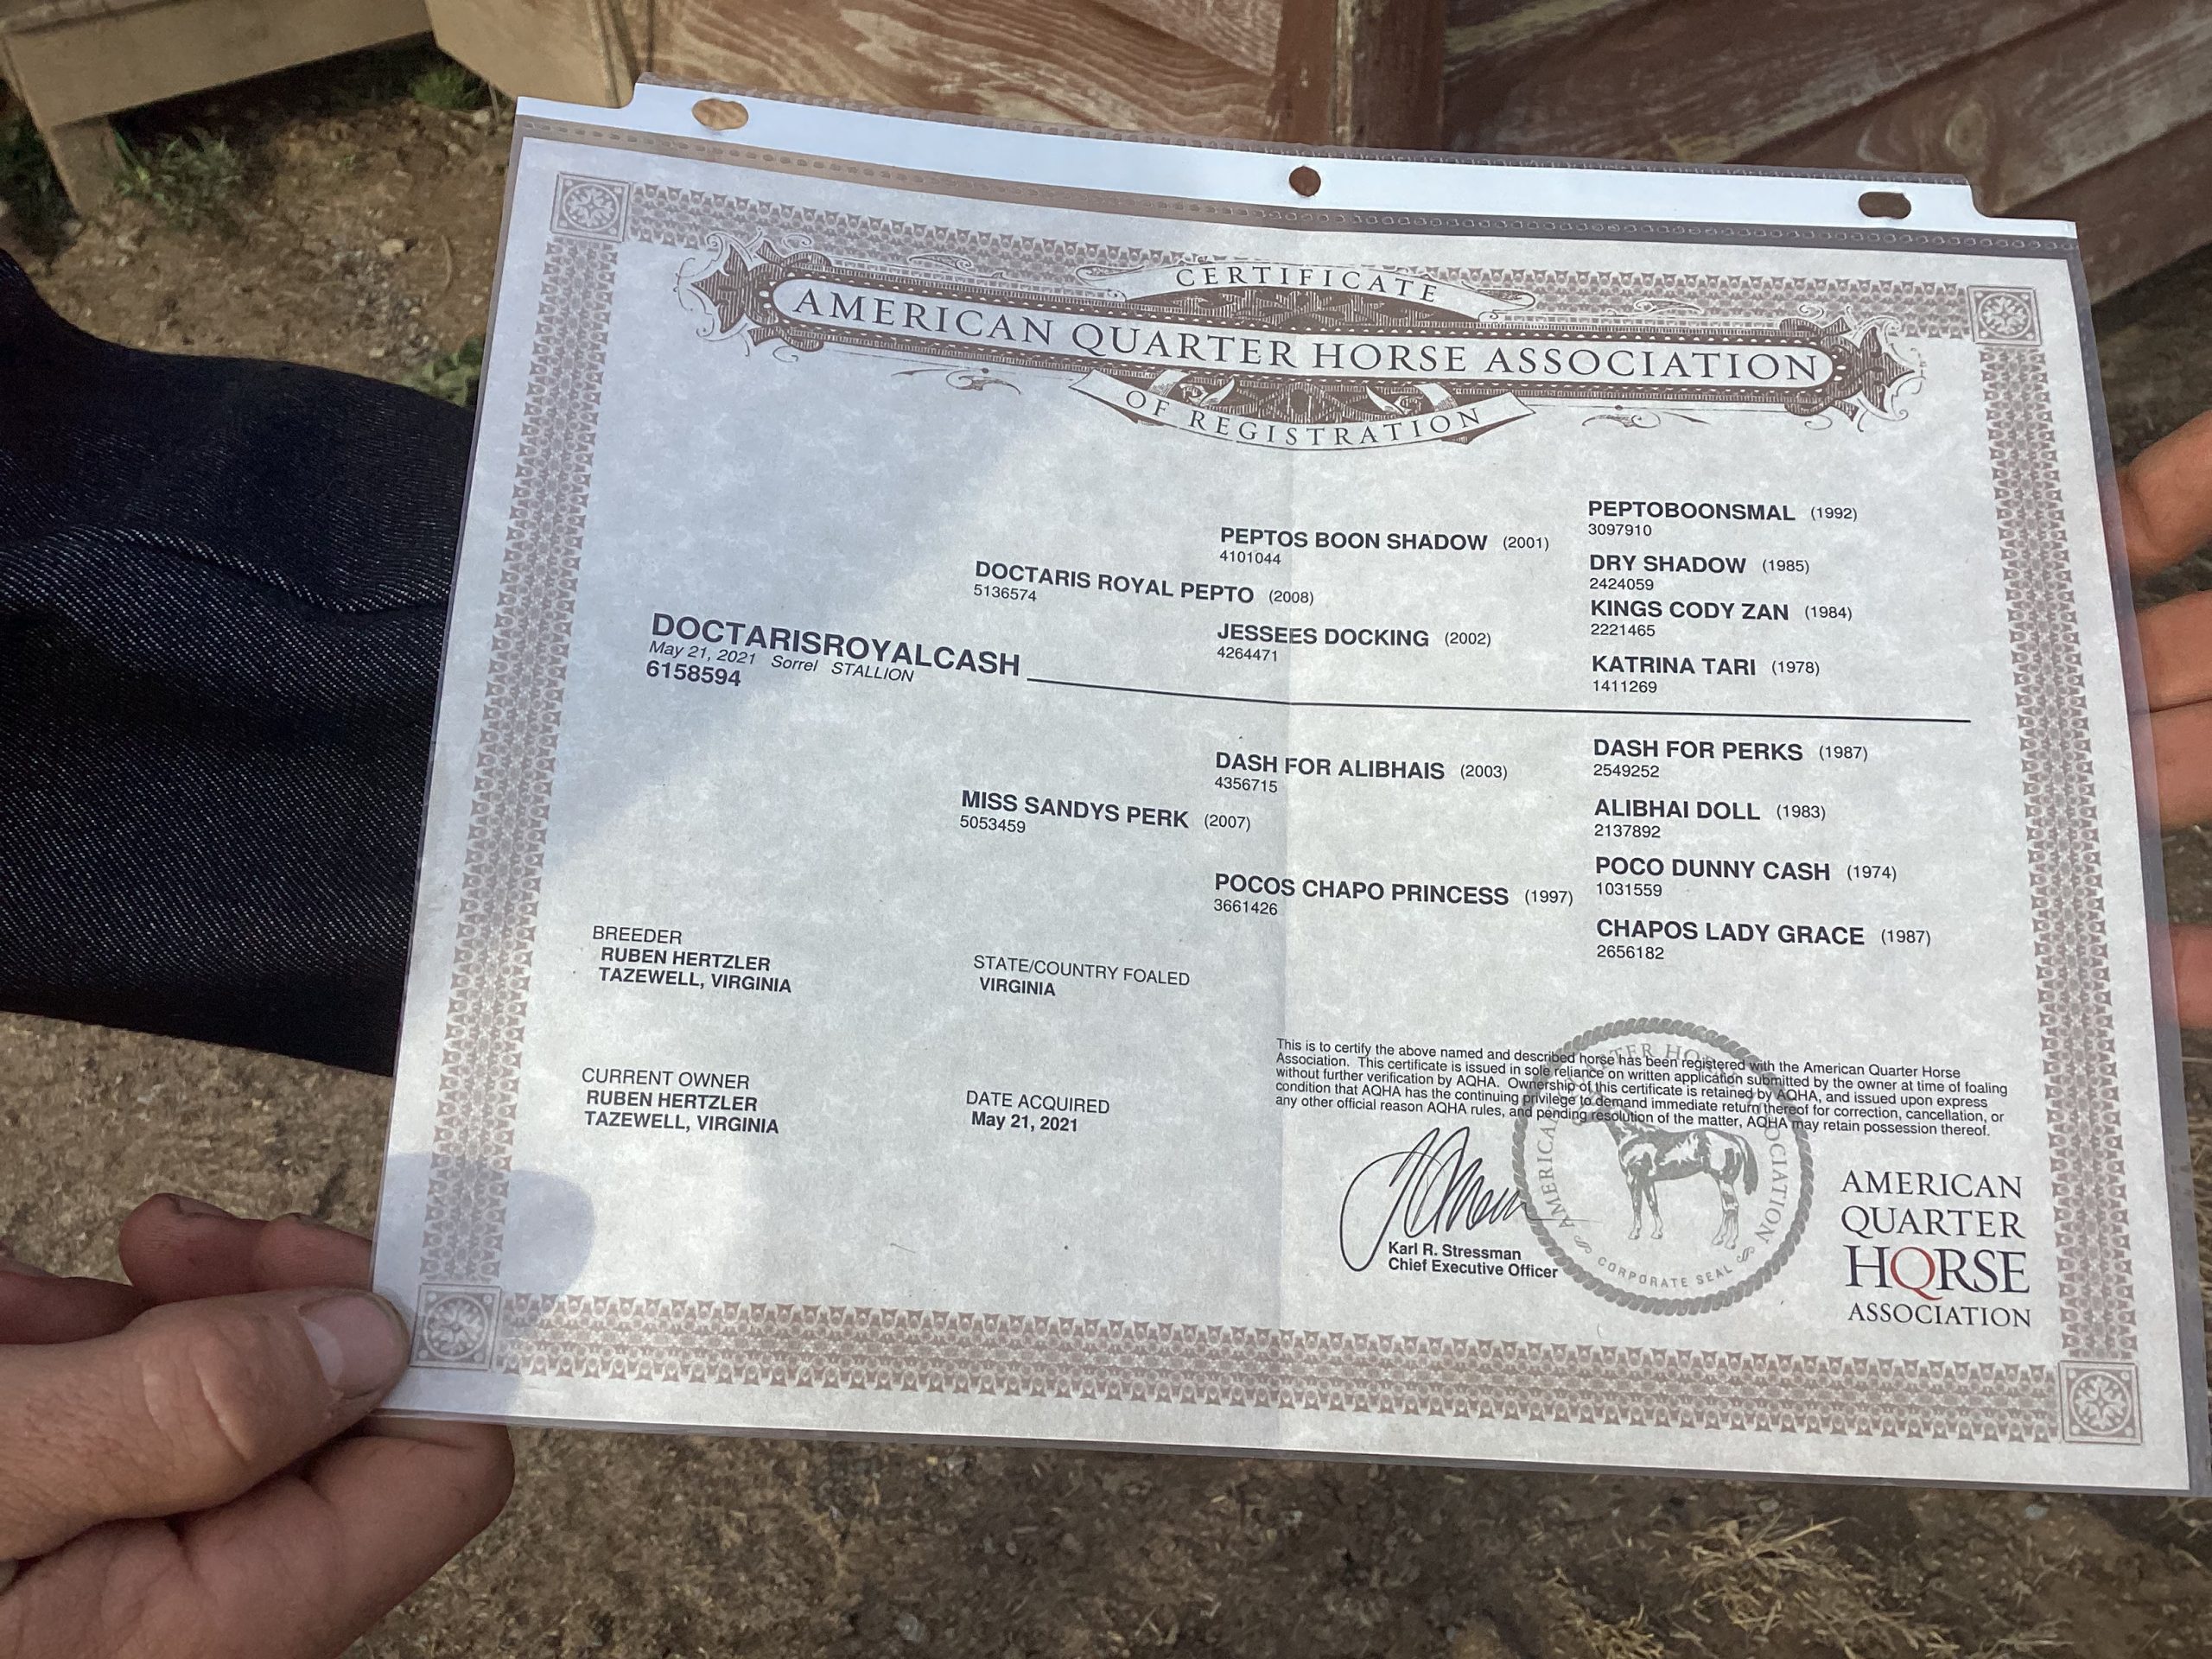 CERTIFICATE
AMERICAN QUARTER HORSE ASSOCIATION
OF REGISTRATION
PEPTOBOONSMAL (1992)
3097910
PEPTOS BOON SHADOW (2001)
4101044
DRY SHADOW (1985)
2424059
DOCTARIS ROYAL PEPTO (2008)
5136574
KINGS CODY ZAN (1984)
2221465
JESSEES DOCKING (2002)
4264471
KATRINA TARI (1978)
1411269
DOCTARISROYALCASH
May 21, 2021 Sorrel STALLION
6158594
DASH FOR PERKS (1987)
2549252
DASH FOR ALIBHAIS (2003)
4356715
ALIBHAI DOLL (1983)
2137892
MISS SANDYS PERK (2007)
5053459
POCO DUNNY CASH (1974)
1031559
POCOS CHAPO PRINCESS (1997)
3661426
CHAPOS LADY GRACE (1987)
2656182
BREEDER
RUBEN HERTZLER
TAZEWELL, VIRGINIA
STATE/COUNTRY FOALED
VIRGINIA
CURRENT OWNER
RUBEN HERTZLER
TAZEWELL, VIRGINIA
DATE ACQUIRED
May 21, 2021
This is to certify the above named and described horse has been registered with the American Quarter Horse
Association. This certificate is issued in sole reliance on written application submitted by the owner at time of foaling
without further verification by AQHA. Ownership of this certificate is retained by AQHA, and issued upon express
condition that AQHA has the continuing privilege to demand immediate return thereof for correction, cancellation, or
any other official reason AQHA rules, and pending resolution of the matter, AQHA may retain possession thereof.
Karl R. Stressman
Chief Executive Officer
AMERICAN QUARTER HORSE ASSOCIATION
CORPORATE SEAL
AMERICAN
QUARTER
HORSE
ASSOCIATION